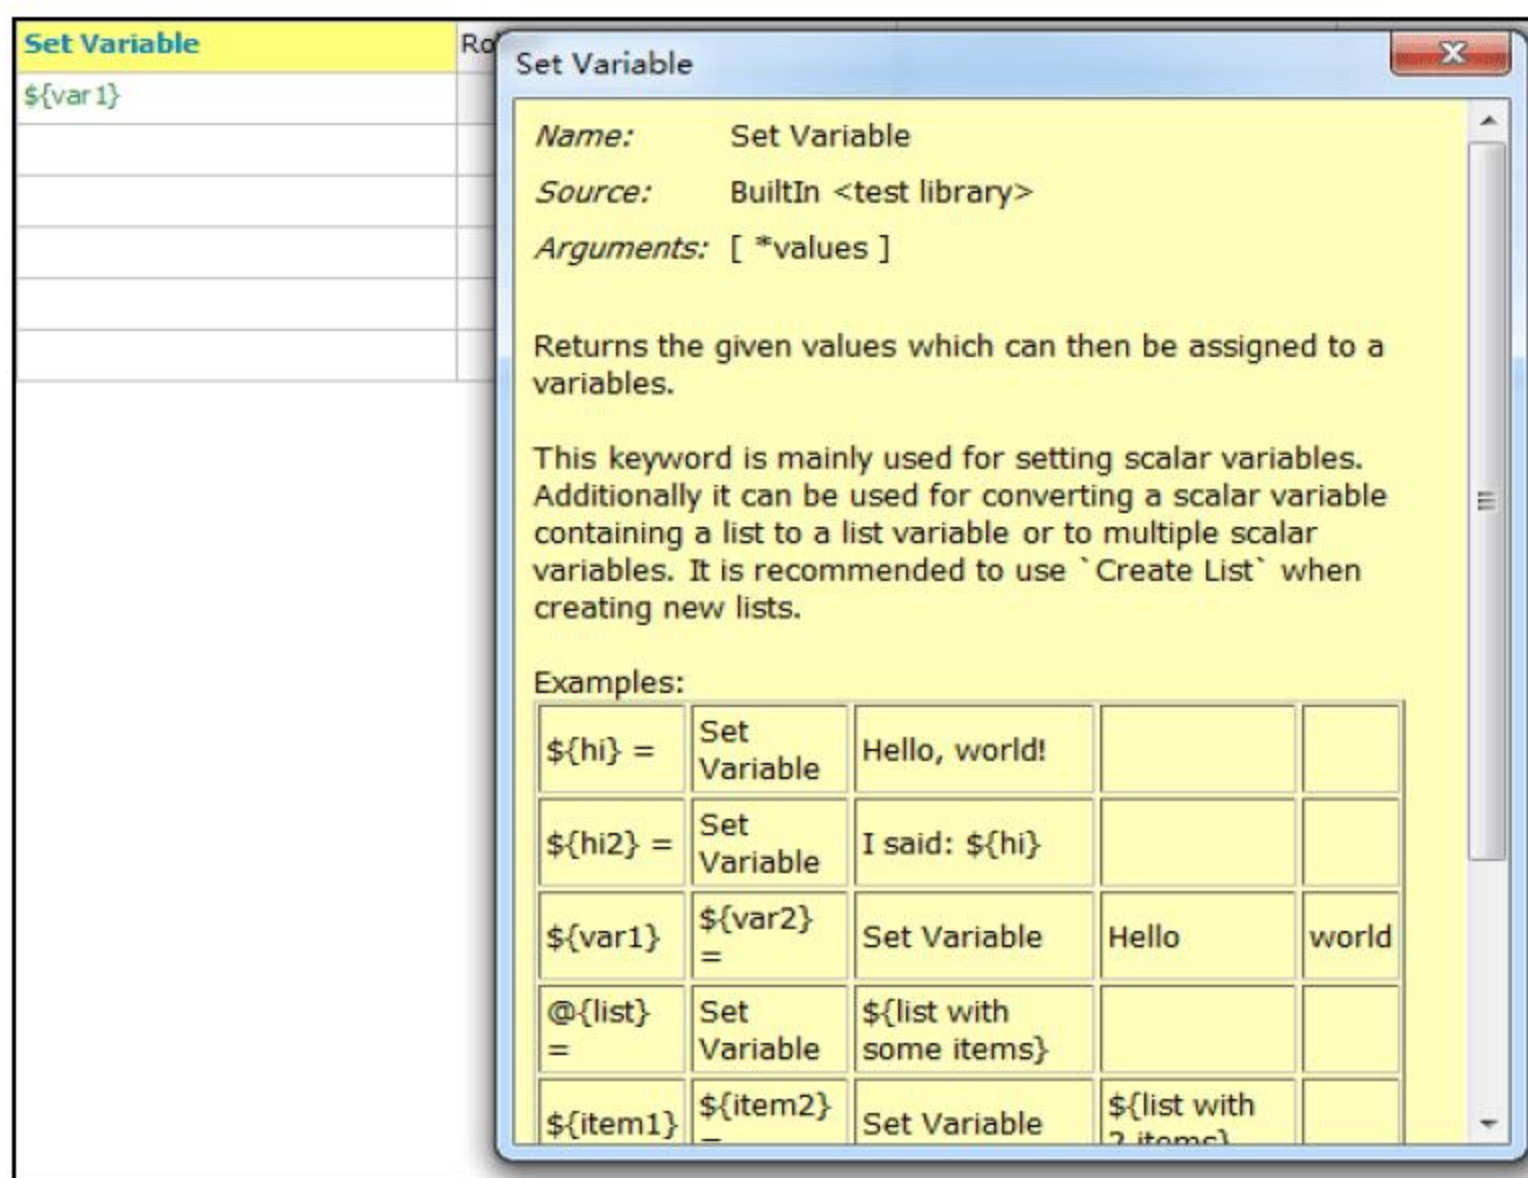 Set Variable
Ro
${var1}
Set Variable
Name: Set Variable
Source: BuiltIn <test library>
Arguments: [ *values ]
Returns the given values which can then be assigned to a
variables.
This keyword is mainly used for setting scalar variables.
Additionally it can be used for converting a scalar variable
containing a list to a list variable or to multiple scalar
variables. It is recommended to use `Create List` when
creating new lists.
Examples:
${hi} = Set Variable Hello, world!
${hi2} = Set Variable I said: ${hi}
${var1} ${var2} = Set Variable Hello world
@{list} = Set Variable ${list with some items}
${item1} ${item2} = Set Variable ${list with 2 items}